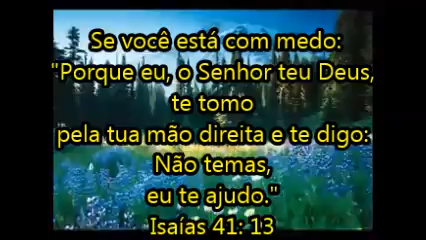 Se você está com medo:
"Porque eu, o Senhor teu Deus,
te tomo
pela tua mão direita e te digo:
Não temas,
eu te ajudo."
Isaías 41: 13